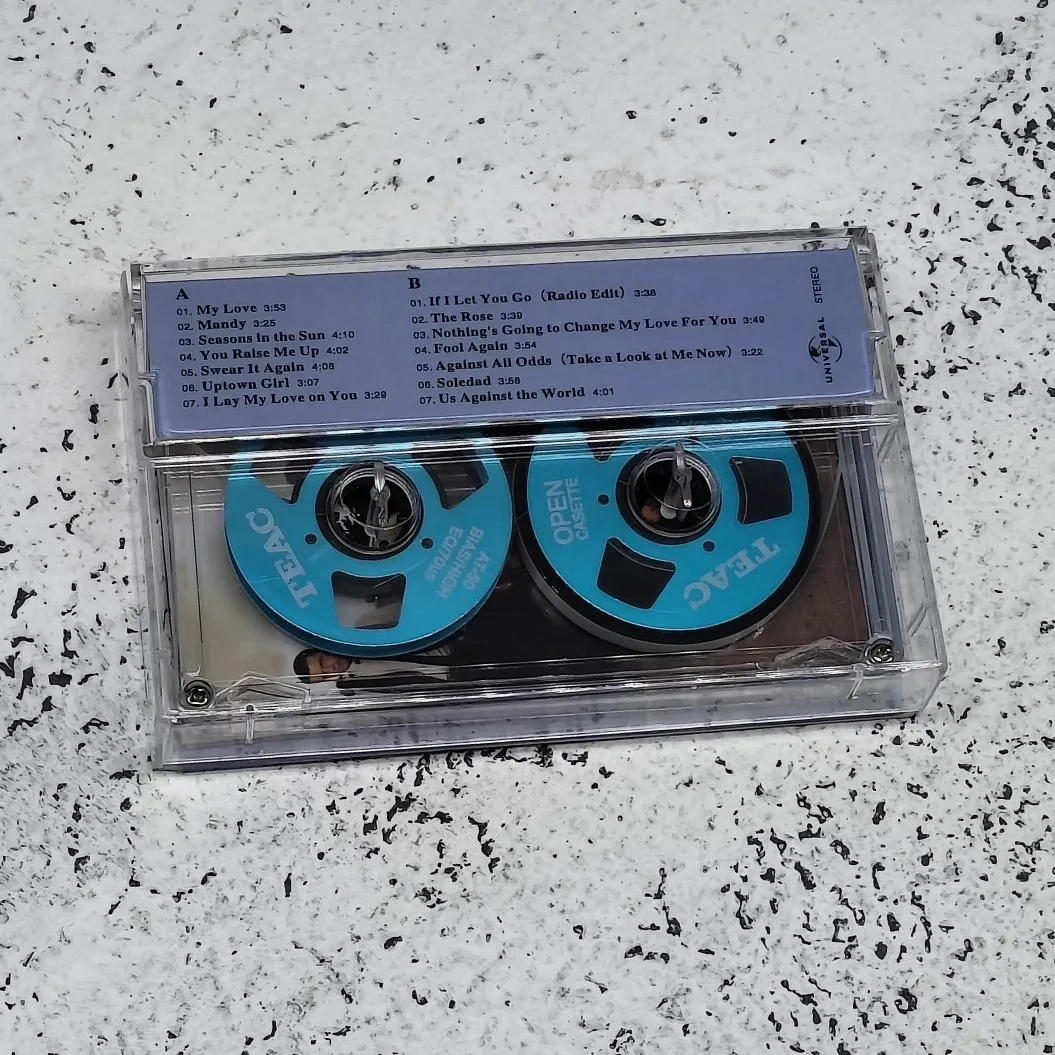 A
01. My Love 3:53
02. Mandy 3:25
03. Seasons in the Sun 4:10
04. You Raise Me Up 4:02
05. Swear It Again 4:08
06. Uptown Girl 3:07
07. I Lay My Love on You 3:29
B
01. If I Let You Go（Radio Edit）3:38
02. The Rose 3:39
03. Nothing's Going to Change My Love For You 3:49
04. Fool Again 3:54
05. Against All Odds（Take a Look at Me Now）3:22
06. Soledad 3:58
07. Us Against the World 4:01
UNIVERSAL
STEREO
TEAC
BIAS:HIGH
OPEN
CASETTE
TEAC